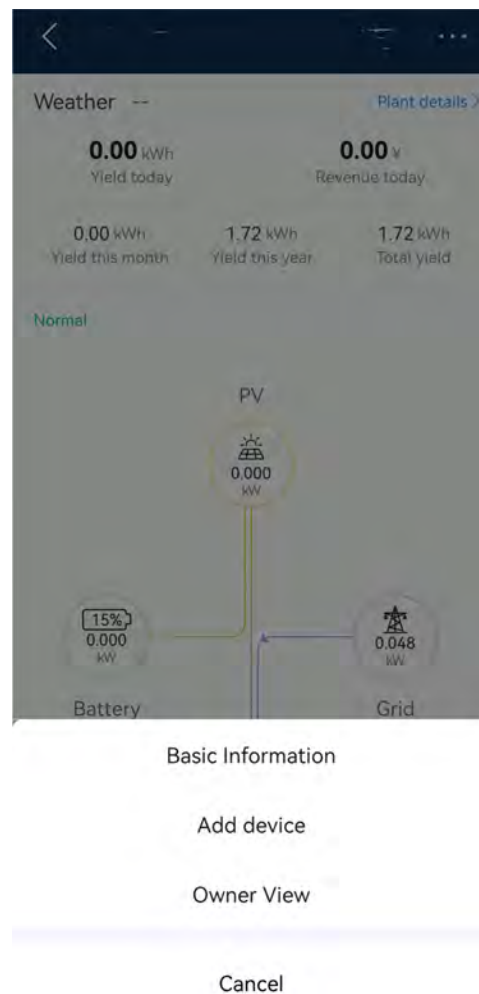 Weather -- Plant details >
0.00 kWh 0.00 ¥
Yield today Revenue today
0.00 kWh 1.72 kWh 1.72 kWh
Yield this month Yield this year Total yield
Normal
PV
0.000
kW
15%
0.000
kW
0.048
kW
Battery Grid
Basic Information
Add device
Owner View
Cancel